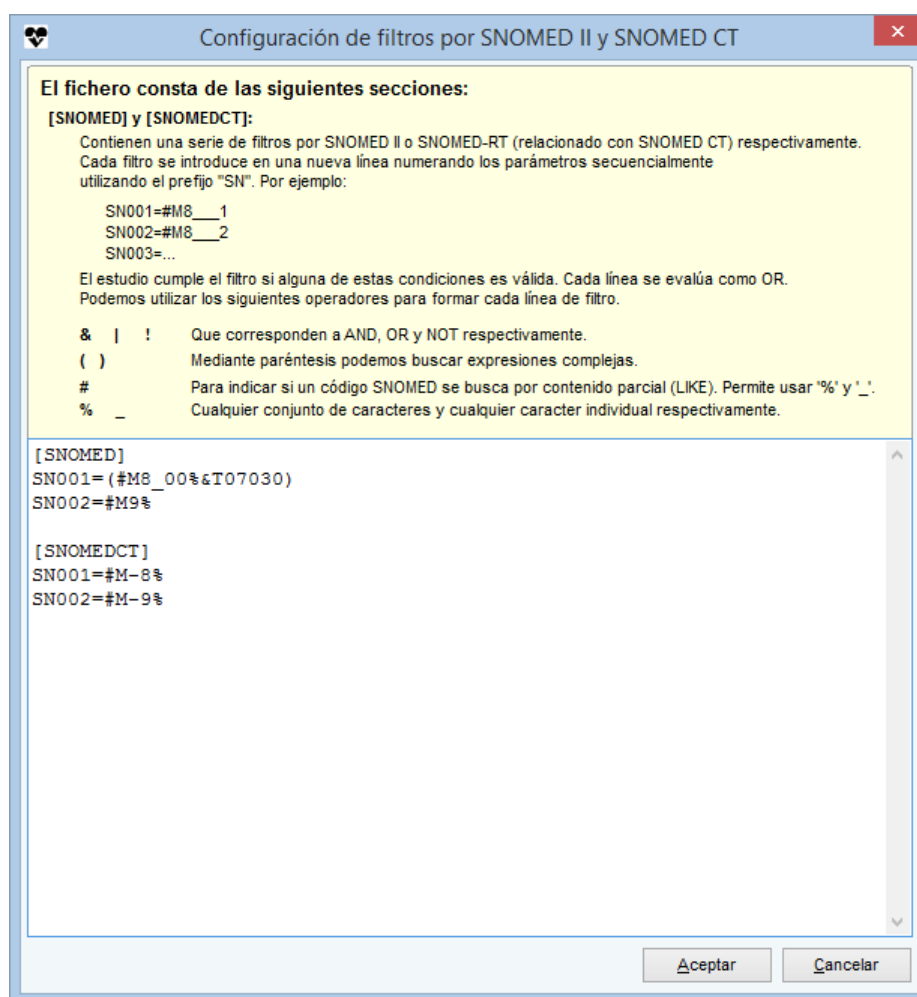 Configuración de filtros por SNOMED II y SNOMED CT
El fichero consta de las siguientes secciones:
[SNOMED] y [SNOMEDCT]:
Contienen una serie de filtros por SNOMED II o SNOMED-RT (relacionado con SNOMED CT) respectivamente.
Cada filtro se introduce en una nueva línea numerando los parámetros secuencialmente
utilizando el prefijo "SN". Por ejemplo:
SN001=#M8___1
SN002=#M8___2
SN003=...
El estudio cumple el filtro si alguna de estas condiciones es válida. Cada línea se evalúa como OR.
Podemos utilizar los siguientes operadores para formar cada línea de filtro.
& | ! Que corresponden a AND, OR y NOT respectivamente.
( ) Mediante paréntesis podemos buscar expresiones complejas.
# Para indicar si un código SNOMED se busca por contenido parcial (LIKE). Permite usar '%' y '_'.
% _ Cualquier conjunto de caracteres y cualquier caracter individual respectivamente.
[SNOMED]
SN001=(#M8_00%&T07030)
SN002=#M9%
[SNOMEDCT]
SN001=#M-8%
SN002=#M-9%
Aceptar Cancelar